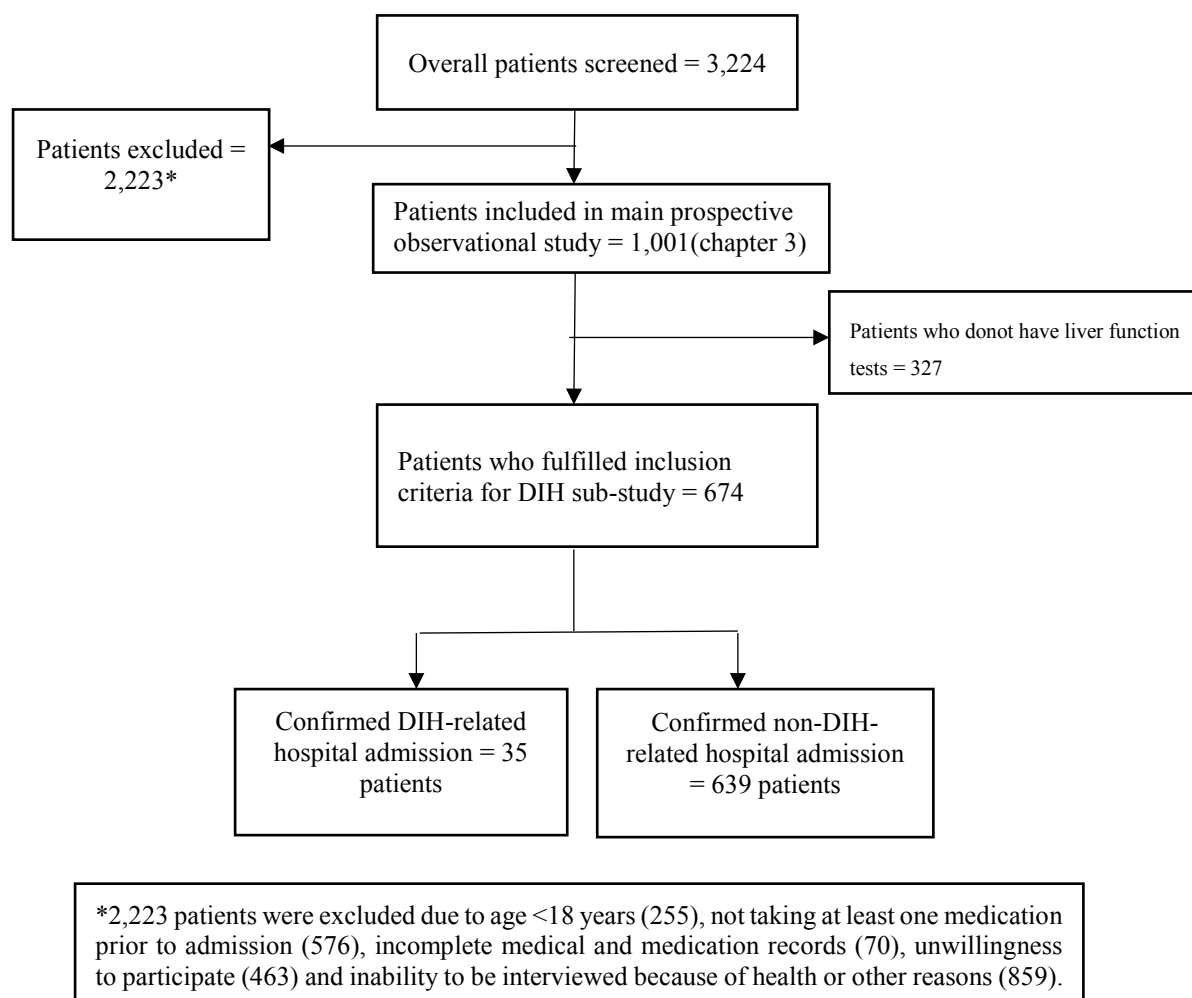 Overall patients screened = 3,224
Patients excluded =
2,223*
Patients included in main prospective
observational study = 1,001(chapter 3)
Patients who donot have liver function
tests = 327
Patients who fulfilled inclusion
criteria for DIH sub-study = 674
Confirmed DIH-related
hospital admission = 35
patients
Confirmed non-DIH-
related hospital admission
= 639 patients
*2,223 patients were excluded due to age <18 years (255), not taking at least one medication
prior to admission (576), incomplete medical and medication records (70), unwillingness
to participate (463) and inability to be interviewed because of health or other reasons (859).